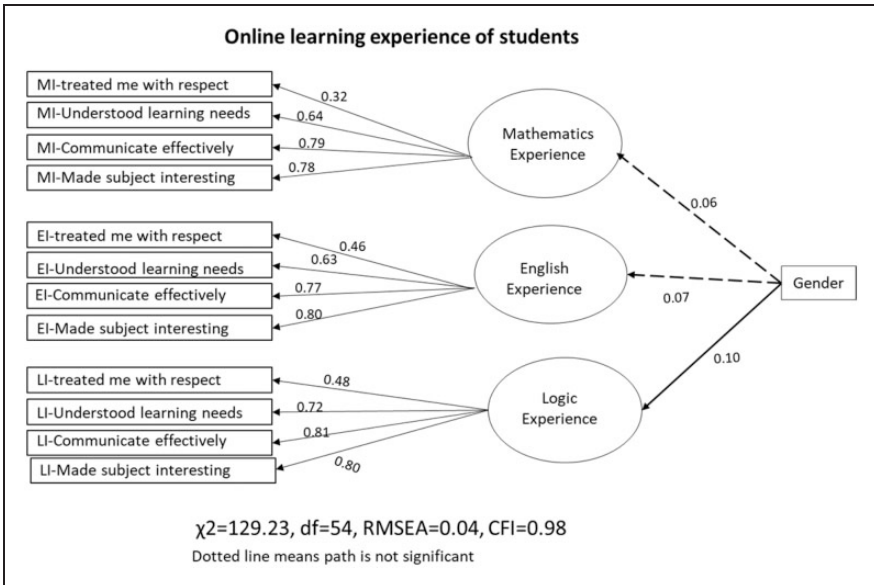 Online learning experience of students
MI-treated me with respect
MI-Understood learning needs
MI-Communicate effectively
MI-Made subject interesting
0.32
0.64
0.79
0.78
Mathematics
Experience
EI-treated me with respect
EI-Understood learning needs
EI-Communicate effectively
EI-Made subject interesting
0.46
0.63
0.77
0.80
English
Experience
LI-treated me with respect
LI-Understood learning needs
LI-Communicate effectively
LI-Made subject interesting
0.48
0.72
0.81
0.80
Logic
Experience
0.06
0.07
0.10
Gender
χ2=129.23, df=54, RMSEA=0.04, CFI=0.98
Dotted line means path is not significant